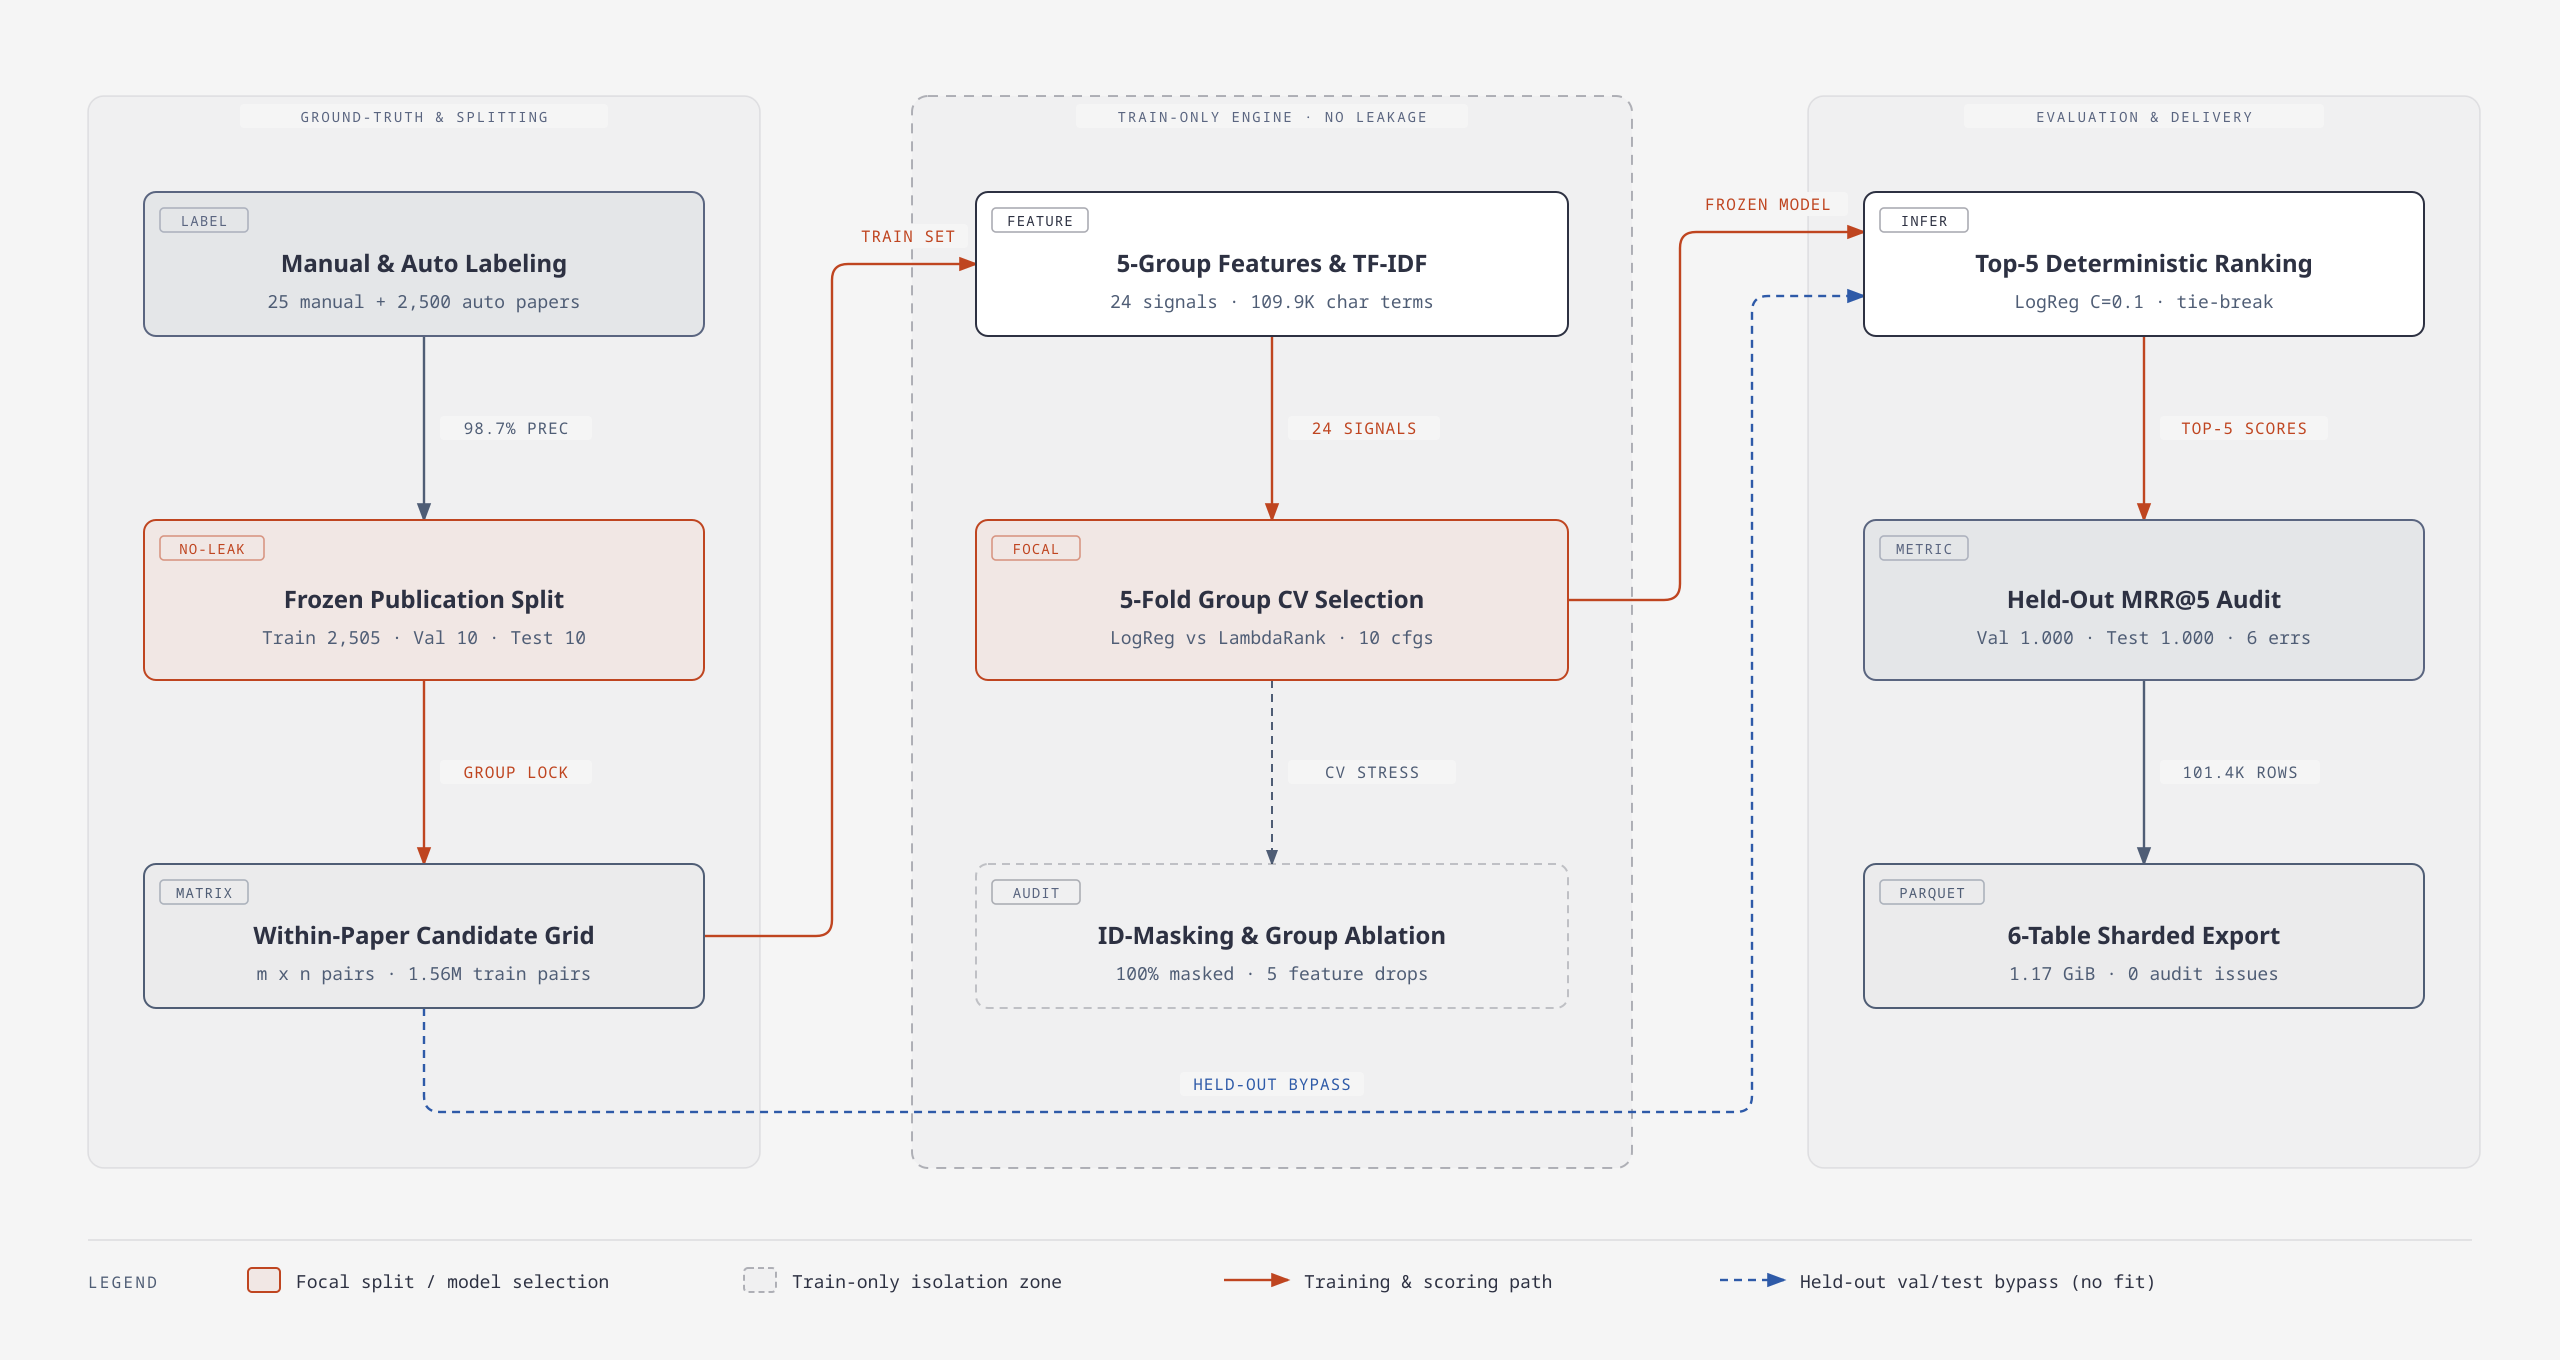 GROUND-TRUTH & SPLITTING
LABEL
Manual & Auto Labeling
25 manual + 2,500 auto papers
98.7% PREC
NO-LEAK
Frozen Publication Split
Train 2,505 · Val 10 · Test 10
GROUP LOCK
MATRIX
Within-Paper Candidate Grid
m x n pairs · 1.56M train pairs
TRAIN SET
TRAIN-ONLY ENGINE · NO LEAKAGE
FEATURE
5-Group Features & TF-IDF
24 signals · 109.9K char terms
24 SIGNALS
FOCAL
5-Fold Group CV Selection
LogReg vs LambdaRank · 10 cfgs
CV STRESS
AUDIT
ID-Masking & Group Ablation
100% masked · 5 feature drops
HELD-OUT BYPASS
FROZEN MODEL
EVALUATION & DELIVERY
INFER
Top-5 Deterministic Ranking
LogReg C=0.1 · tie-break
TOP-5 SCORES
METRIC
Held-Out MRR@5 Audit
Val 1.000 · Test 1.000 · 6 errs
101.4K ROWS
PARQUET
6-Table Sharded Export
1.17 GiB · 0 audit issues
LEGEND
Focal split / model selection
Train-only isolation zone
Training & scoring path
Held-out val/test bypass (no fit)